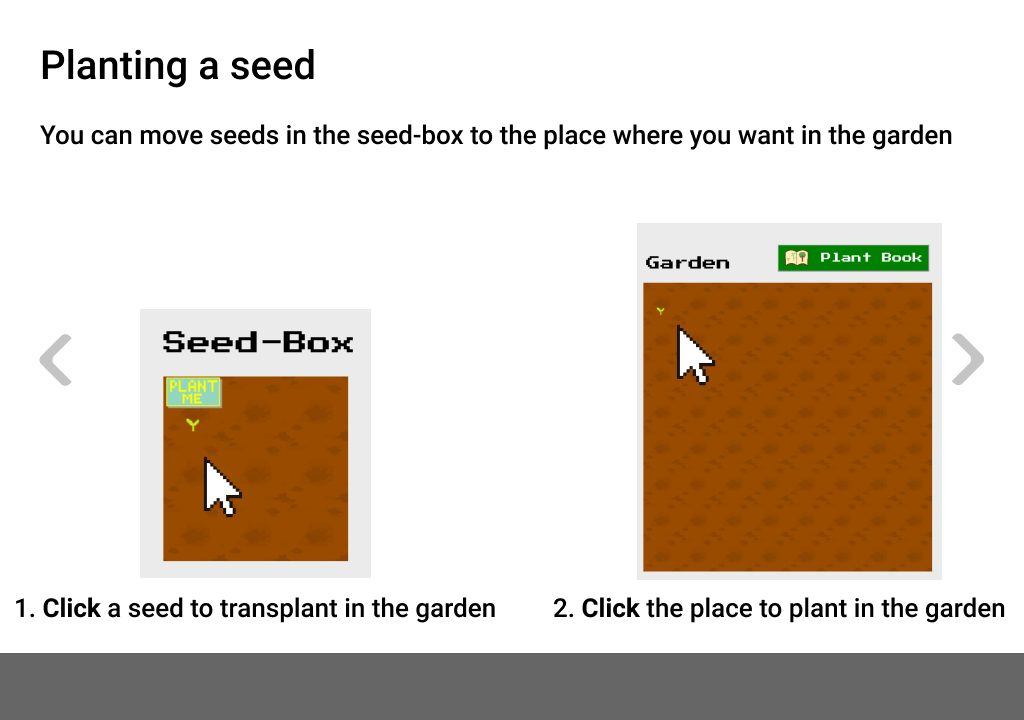 Planting a seed
You can move seeds in the seed-box to the place where you want in the garden
Seed-Box
PLANT
ME
1. Click a seed to transplant in the garden
Garden
Plant Book
2. Click the place to plant in the garden